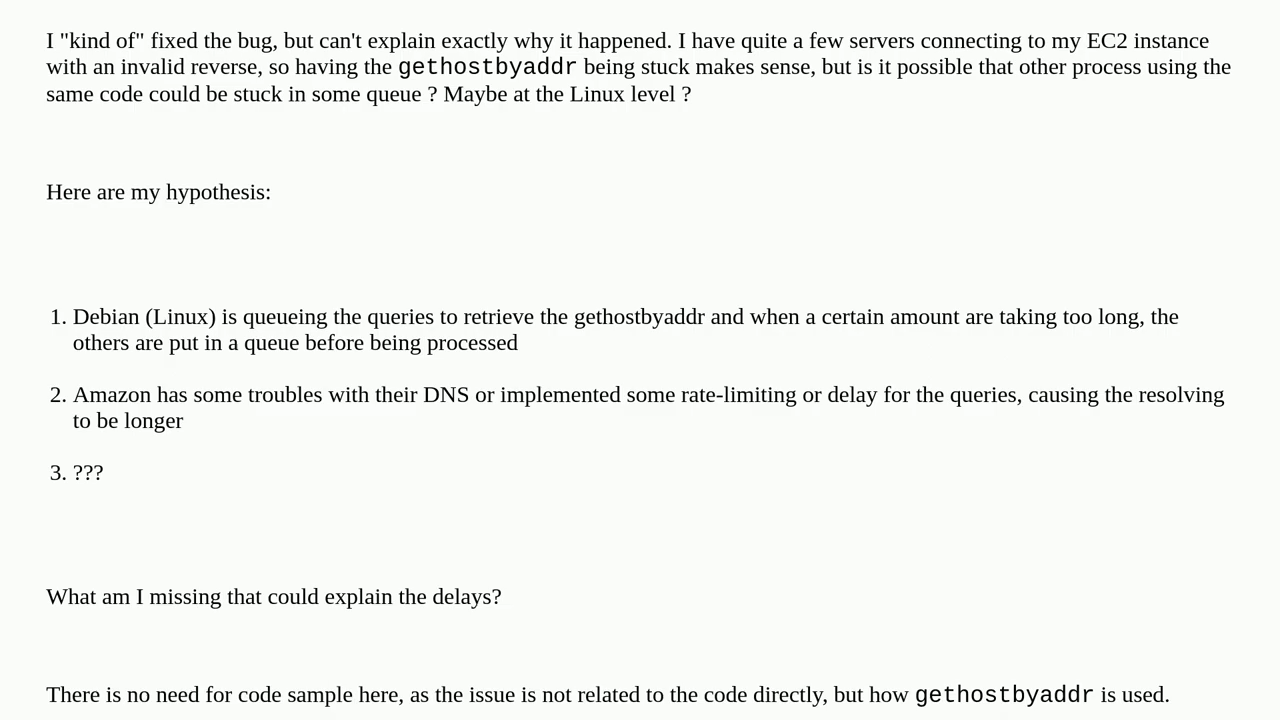 I "kind of" fixed the bug, but can't explain exactly why it happened. I have quite a few servers connecting to my EC2 instance
with an invalid reverse, so having the gethostbyaddr being stuck makes sense, but is it possible that other process using the
same code could be stuck in some queue ? Maybe at the Linux level ?
Here are my hypothesis:
1. Debian (Linux) is queueing the queries to retrieve the gethostbyaddr and when a certain amount are taking too long, the
others are put in a queue before being processed
2. Amazon has some troubles with their DNS or implemented some rate-limiting or delay for the queries, causing the resolving
to be longer
3. ???
What am I missing that could explain the delays?
There is no need for code sample here, as the issue is not related to the code directly, but how gethostbyaddr is used.